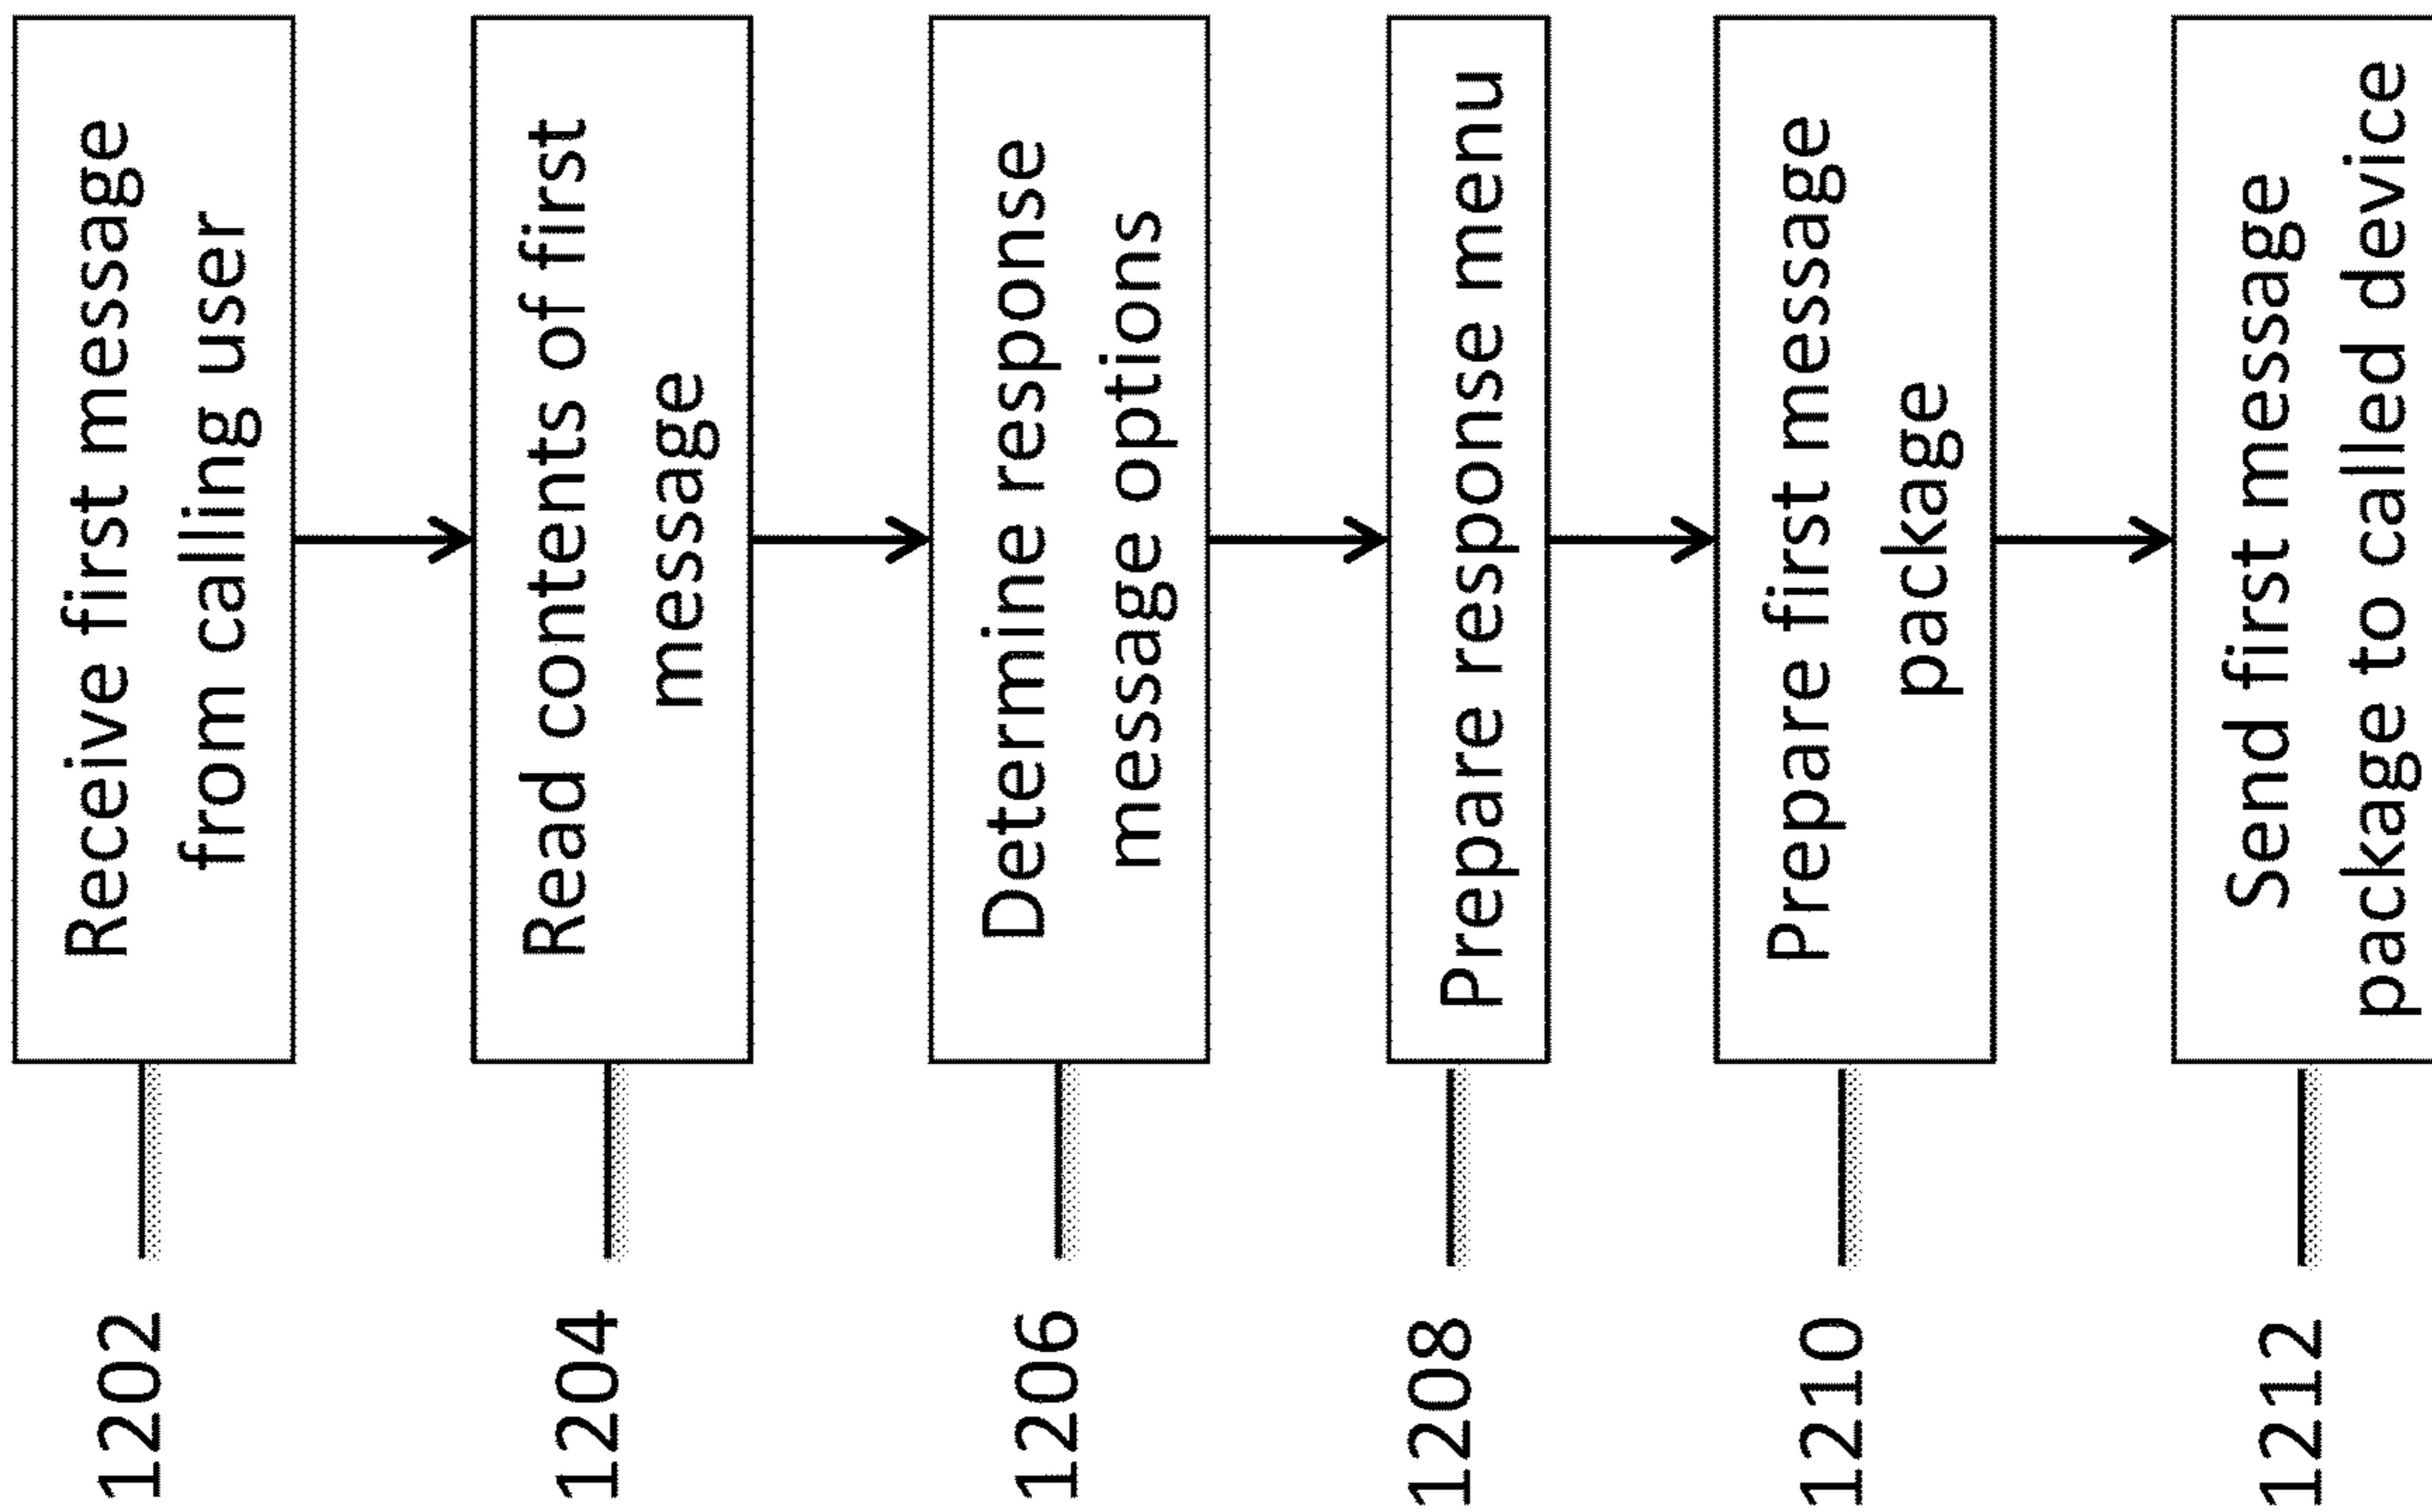 1202
Receive first message
from calling user
1204
Read contents of first
message
1206
Determine response
message options
1208
Prepare response menu
1210
Prepare first message
package
1212
Send first message
package to called device